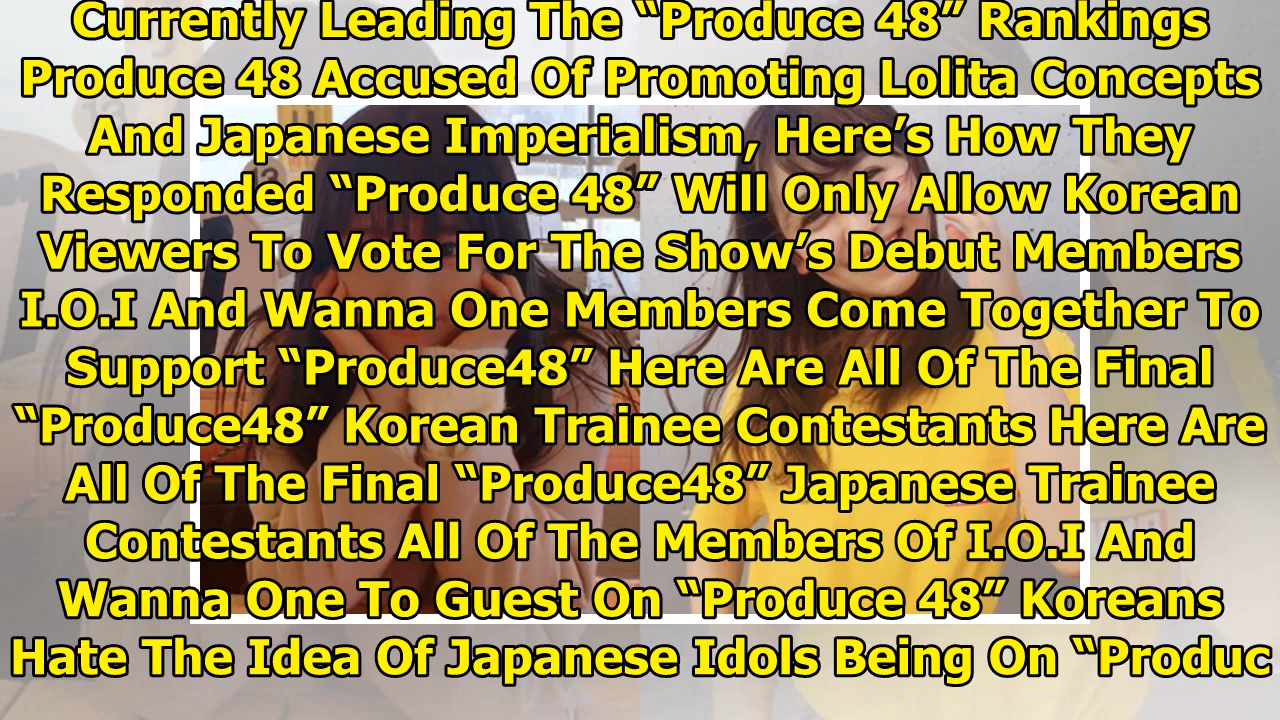 Currently Leading The “Produce 48” Rankings
Produce 48 Accused Of Promoting Lolita Concepts
And Japanese Imperialism, Here’s How They
Responded “Produce 48” Will Only Allow Korean
Viewers To Vote For The Show’s Debut Members
I.O.I And Wanna One Members Come Together To
Support “Produce48” Here Are All Of The Final
“Produce48” Korean Trainee Contestants Here Are
All Of The Final “Produce48” Japanese Trainee
Contestants All Of The Members Of I.O.I And
Wanna One To Guest On “Produce 48” Koreans
Hate The Idea Of Japanese Idols Being On “Produc